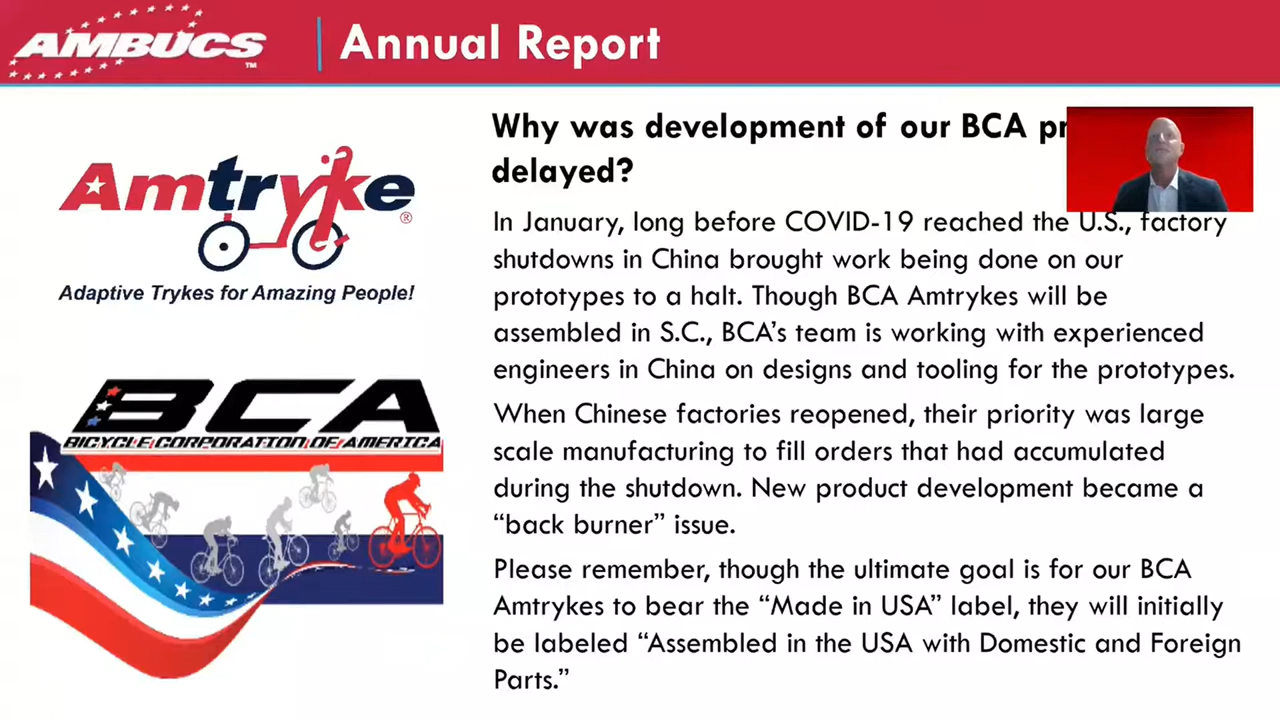 AMBUCS
TM
Annual Report
Amtryke
®
Adaptive Trykes for Amazing People!
BCA
BICYCLE CORPORATION OF AMERICA
Why was development of our BCA
delayed?
In January, long before COVID-19 reached the U.S., factory
shutdowns in China brought work being done on our
prototypes to a halt. Though BCA Amtrykes will be
assembled in S.C., BCA’s team is working with experienced
engineers in China on designs and tooling for the prototypes.
When Chinese factories reopened, their priority was large
scale manufacturing to fill orders that had accumulated
during the shutdown. New product development became a
“back burner” issue.
Please remember, though the ultimate goal is for our BCA
Amtrykes to bear the “Made in USA” label, they will initially
be labeled “Assembled in the USA with Domestic and Foreign
Parts.”